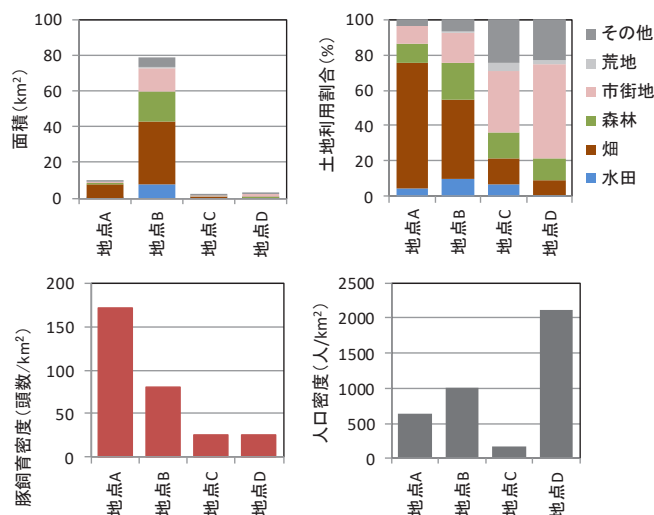 面積(km²)
100
80
60
40
20
0
地点A
地点B
地点C
地点D
土地利用割合(%)
100
80
60
40
20
0
地点A
地点B
地点C
地点D
その他
荒地
市街地
森林
畑
水田
豚飼育密度(頭数/km²)
200
150
100
50
0
地点A
地点B
地点C
地点D
人口密度(人/km²)
2500
2000
1500
1000
500
0
地点A
地点B
地点C
地点D